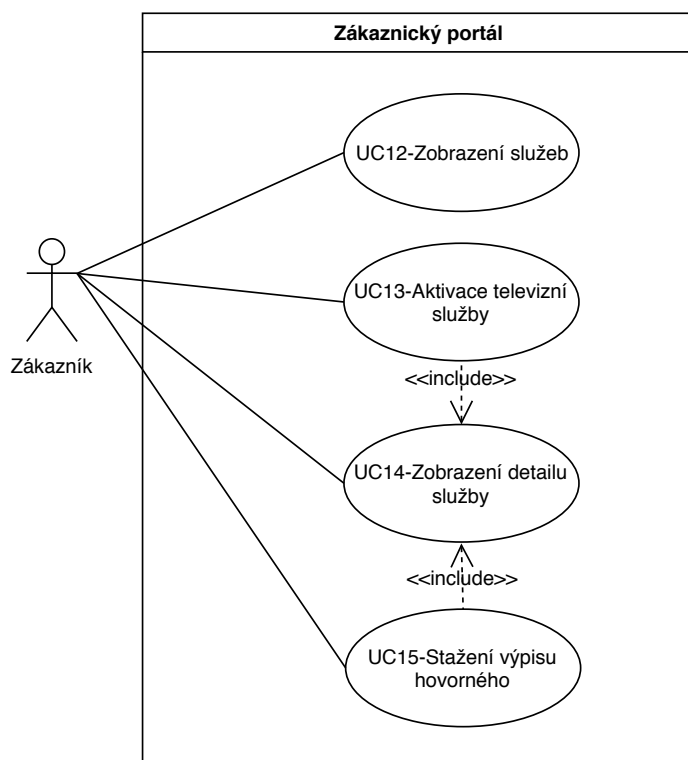 Zákaznický portál
UC12-Zobrazení služeb
UC13-Aktivace televizní
služby
Zákazník
<<include>>
UC14-Zobrazení detailu
služby
<<include>>
UC15-Stažení výpisu
hovorného